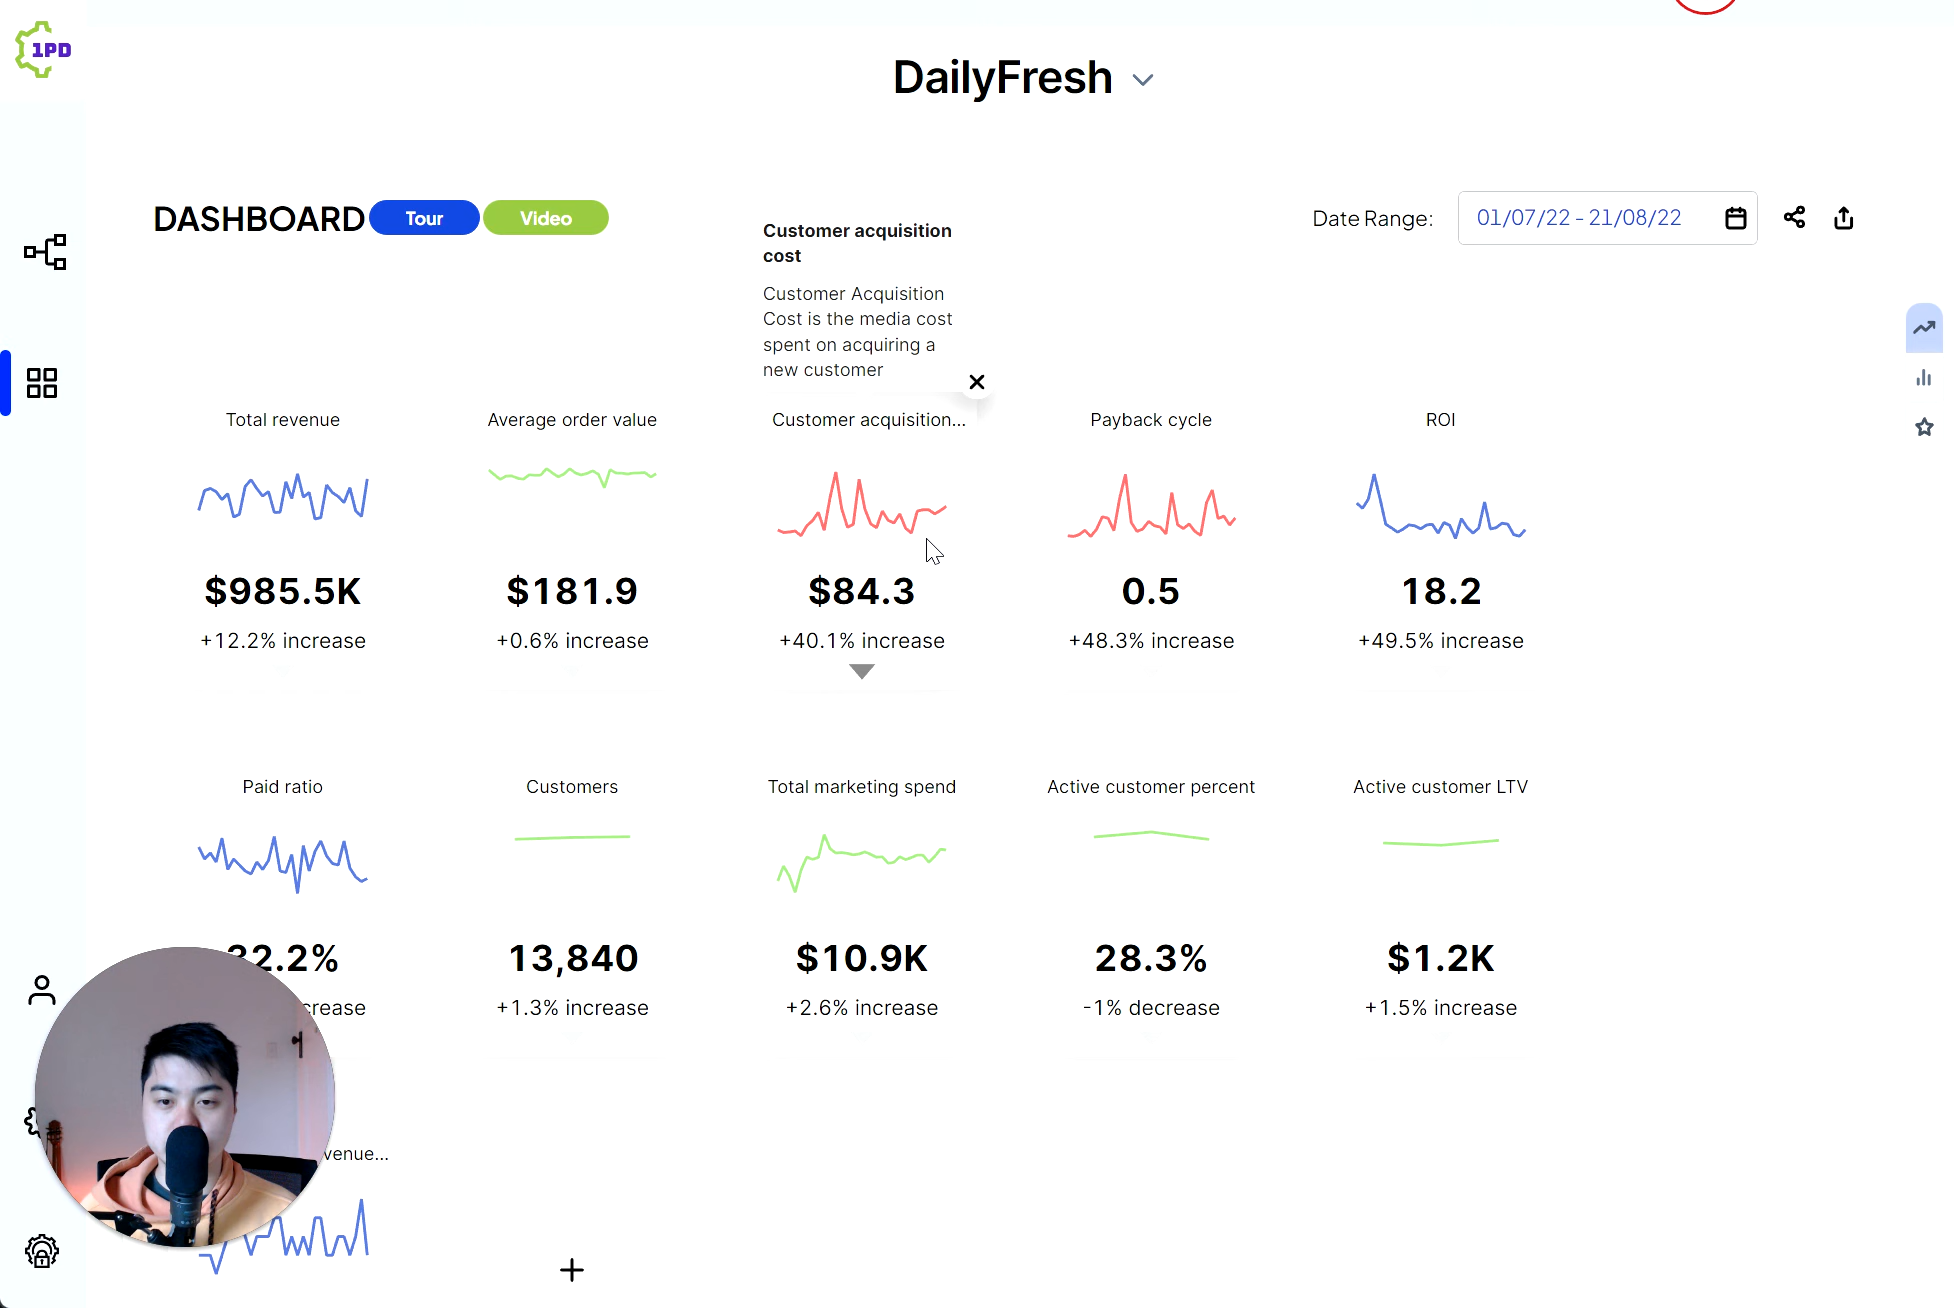 1PD
DailyFresh
DASHBOARD
Tour
Video
Date Range:
01/07/22 - 21/08/22
Customer acquisition
cost
Customer Acquisition
Cost is the media cost
spent on acquiring a
new customer
Total revenue
Average order value
Customer acquisition...
Payback cycle
ROI
$985.5K
$181.9
$84.3
0.5
18.2
+12.2% increase
+0.6% increase
+40.1% increase
+48.3% increase
+49.5% increase
Paid ratio
Customers
Total marketing spend
Active customer percent
Active customer LTV
13,840
$10.9K
28.3%
$1.2K
+1.3% increase
+2.6% increase
-1% decrease
+1.5% increase